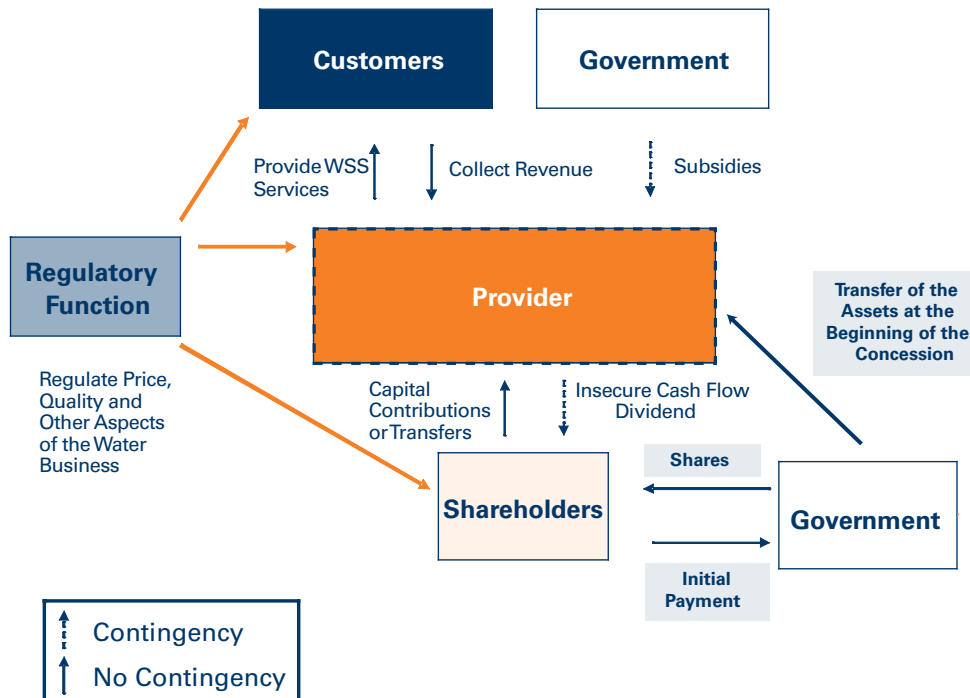 Customers
Government
Provide WSS
Services
Collect Revenue
Subsidies
Regulatory
Function
Provider
Transfer of the
Assets at the
Beginning of the
Concession
Regulate Price,
Quality and
Other Aspects
of the Water
Business
Capital
Contributions
or Transfers
Insecure Cash Flow
Dividend
Shares
Shareholders
Government
Initial
Payment
Contingency
No Contingency